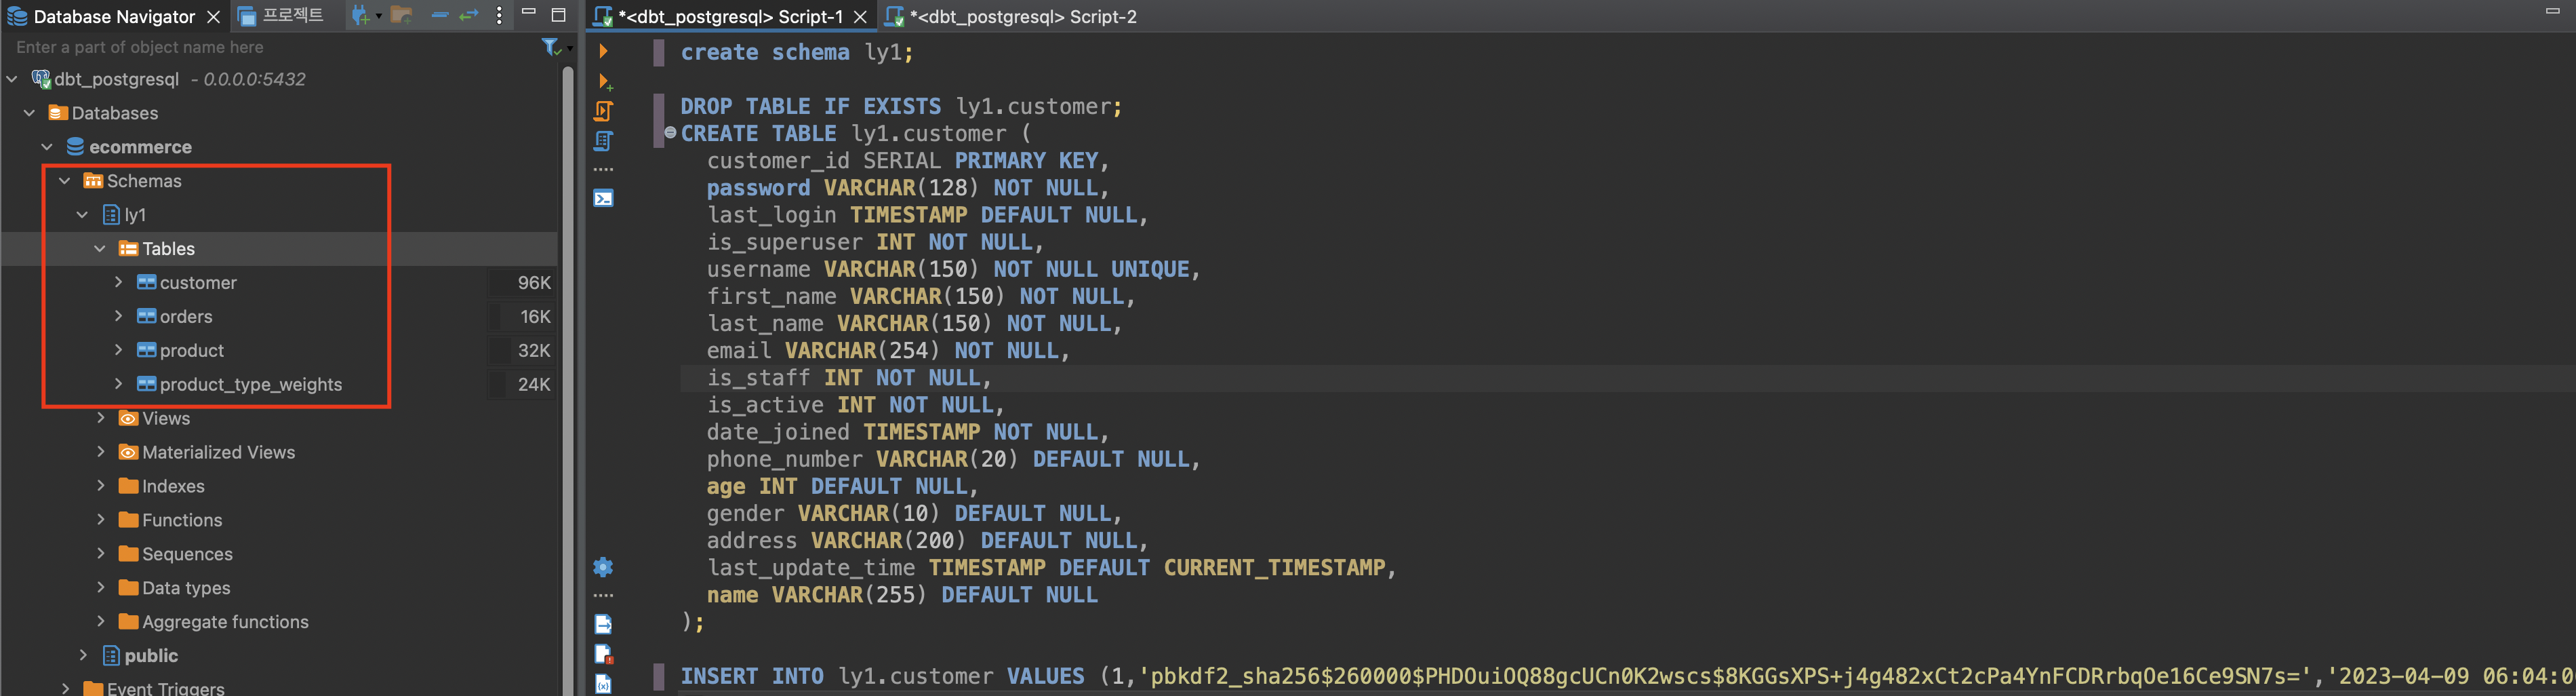 Database Navigator
프로젝트
Enter a part of object name here
dbt_postgresql - 0.0.0.0:5432
Databases
ecommerce
Schemas
ly1
Tables
customer 96K
orders 16K
product 32K
product_type_weights 24K
Views
Materialized Views
Indexes
Functions
Sequences
Data types
Aggregate functions
public
Event Triggers
*<dbt_postgresql> Script-1
*<dbt_postgresql> Script-2
create schema ly1;
DROP TABLE IF EXISTS ly1.customer;
CREATE TABLE ly1.customer (
customer_id SERIAL PRIMARY KEY,
password VARCHAR(128) NOT NULL,
last_login TIMESTAMP DEFAULT NULL,
is_superuser INT NOT NULL,
username VARCHAR(150) NOT NULL UNIQUE,
first_name VARCHAR(150) NOT NULL,
last_name VARCHAR(150) NOT NULL,
email VARCHAR(254) NOT NULL,
is_staff INT NOT NULL,
is_active INT NOT NULL,
date_joined TIMESTAMP NOT NULL,
phone_number VARCHAR(20) DEFAULT NULL,
age INT DEFAULT NULL,
gender VARCHAR(10) DEFAULT NULL,
address VARCHAR(200) DEFAULT NULL,
last_update_time TIMESTAMP DEFAULT CURRENT_TIMESTAMP,
name VARCHAR(255) DEFAULT NULL
);
INSERT INTO ly1.customer VALUES (1,'pbkdf2_sha256$260000$PHDOuiOQ88gcUCn0K2wscs$8KGGsXPS+j4g482xCt2cPa4YnFCDRrbqOe16Ce9SN7s=','2023-04-09 06:04:0